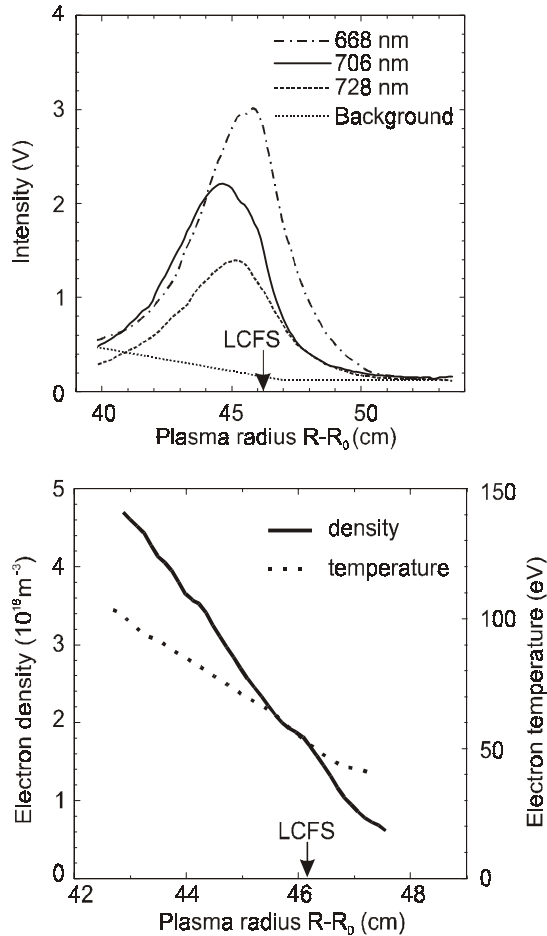 4
3
2
1
0
Intensity (V)
668 nm
706 nm
728 nm
Background
LCFS
40
45
50
Plasma radius R-R₀ (cm)
5
4
3
2
1
0
Electron density (10¹⁸m⁻³)
150
100
50
0
Electron temperature (eV)
density
temperature
LCFS
42
44
46
48
Plasma radius R-R₀ (cm)